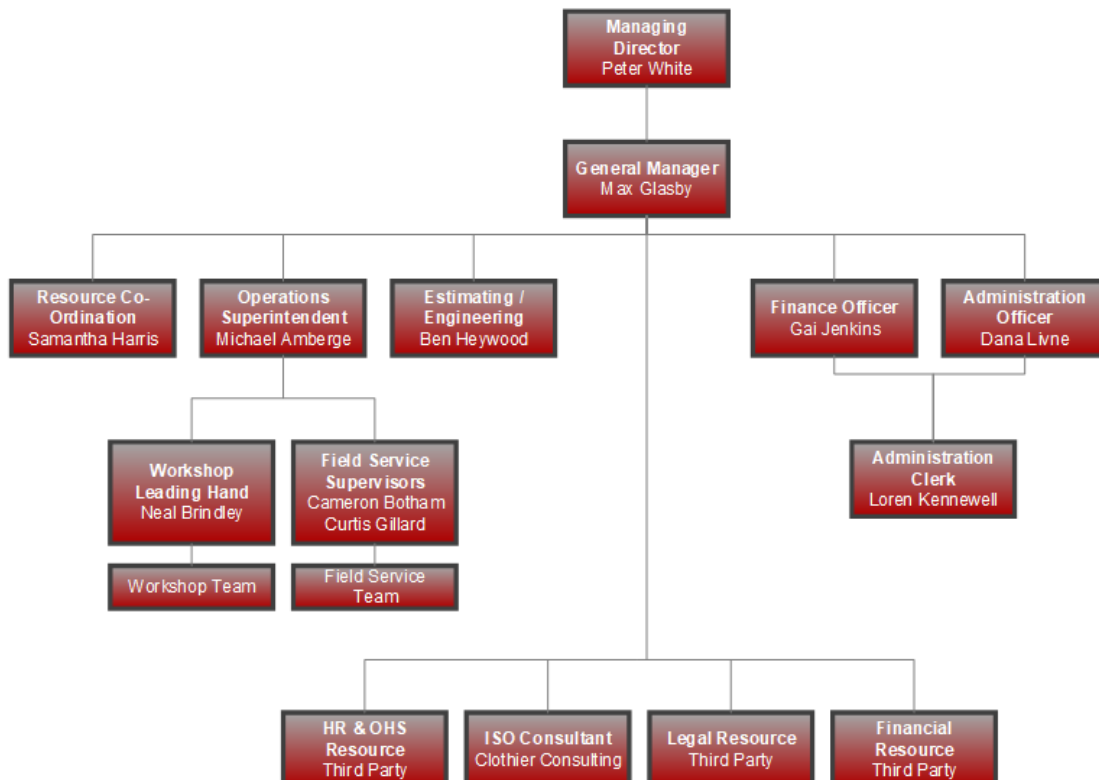 Managing
Director
Peter White
General Manager
Max Glasby
Resource Co-
Ordination
Samantha Harris
Operations
Superintendent
Michael Amberge
Estimating /
Engineering
Ben Heywood
Finance Officer
Gai Jenkins
Administration
Officer
Dana Livne
Workshop
Leading Hand
Neal Brindley
Field Service
Supervisors
Cameron Botham
Curtis Gillard
Administration
Clerk
Loren Kennewell
Workshop Team
Field Service
Team
HR & OHS
Resource
Third Party
ISO Consultant
Clothier Consulting
Legal Resource
Third Party
Financial
Resource
Third Party